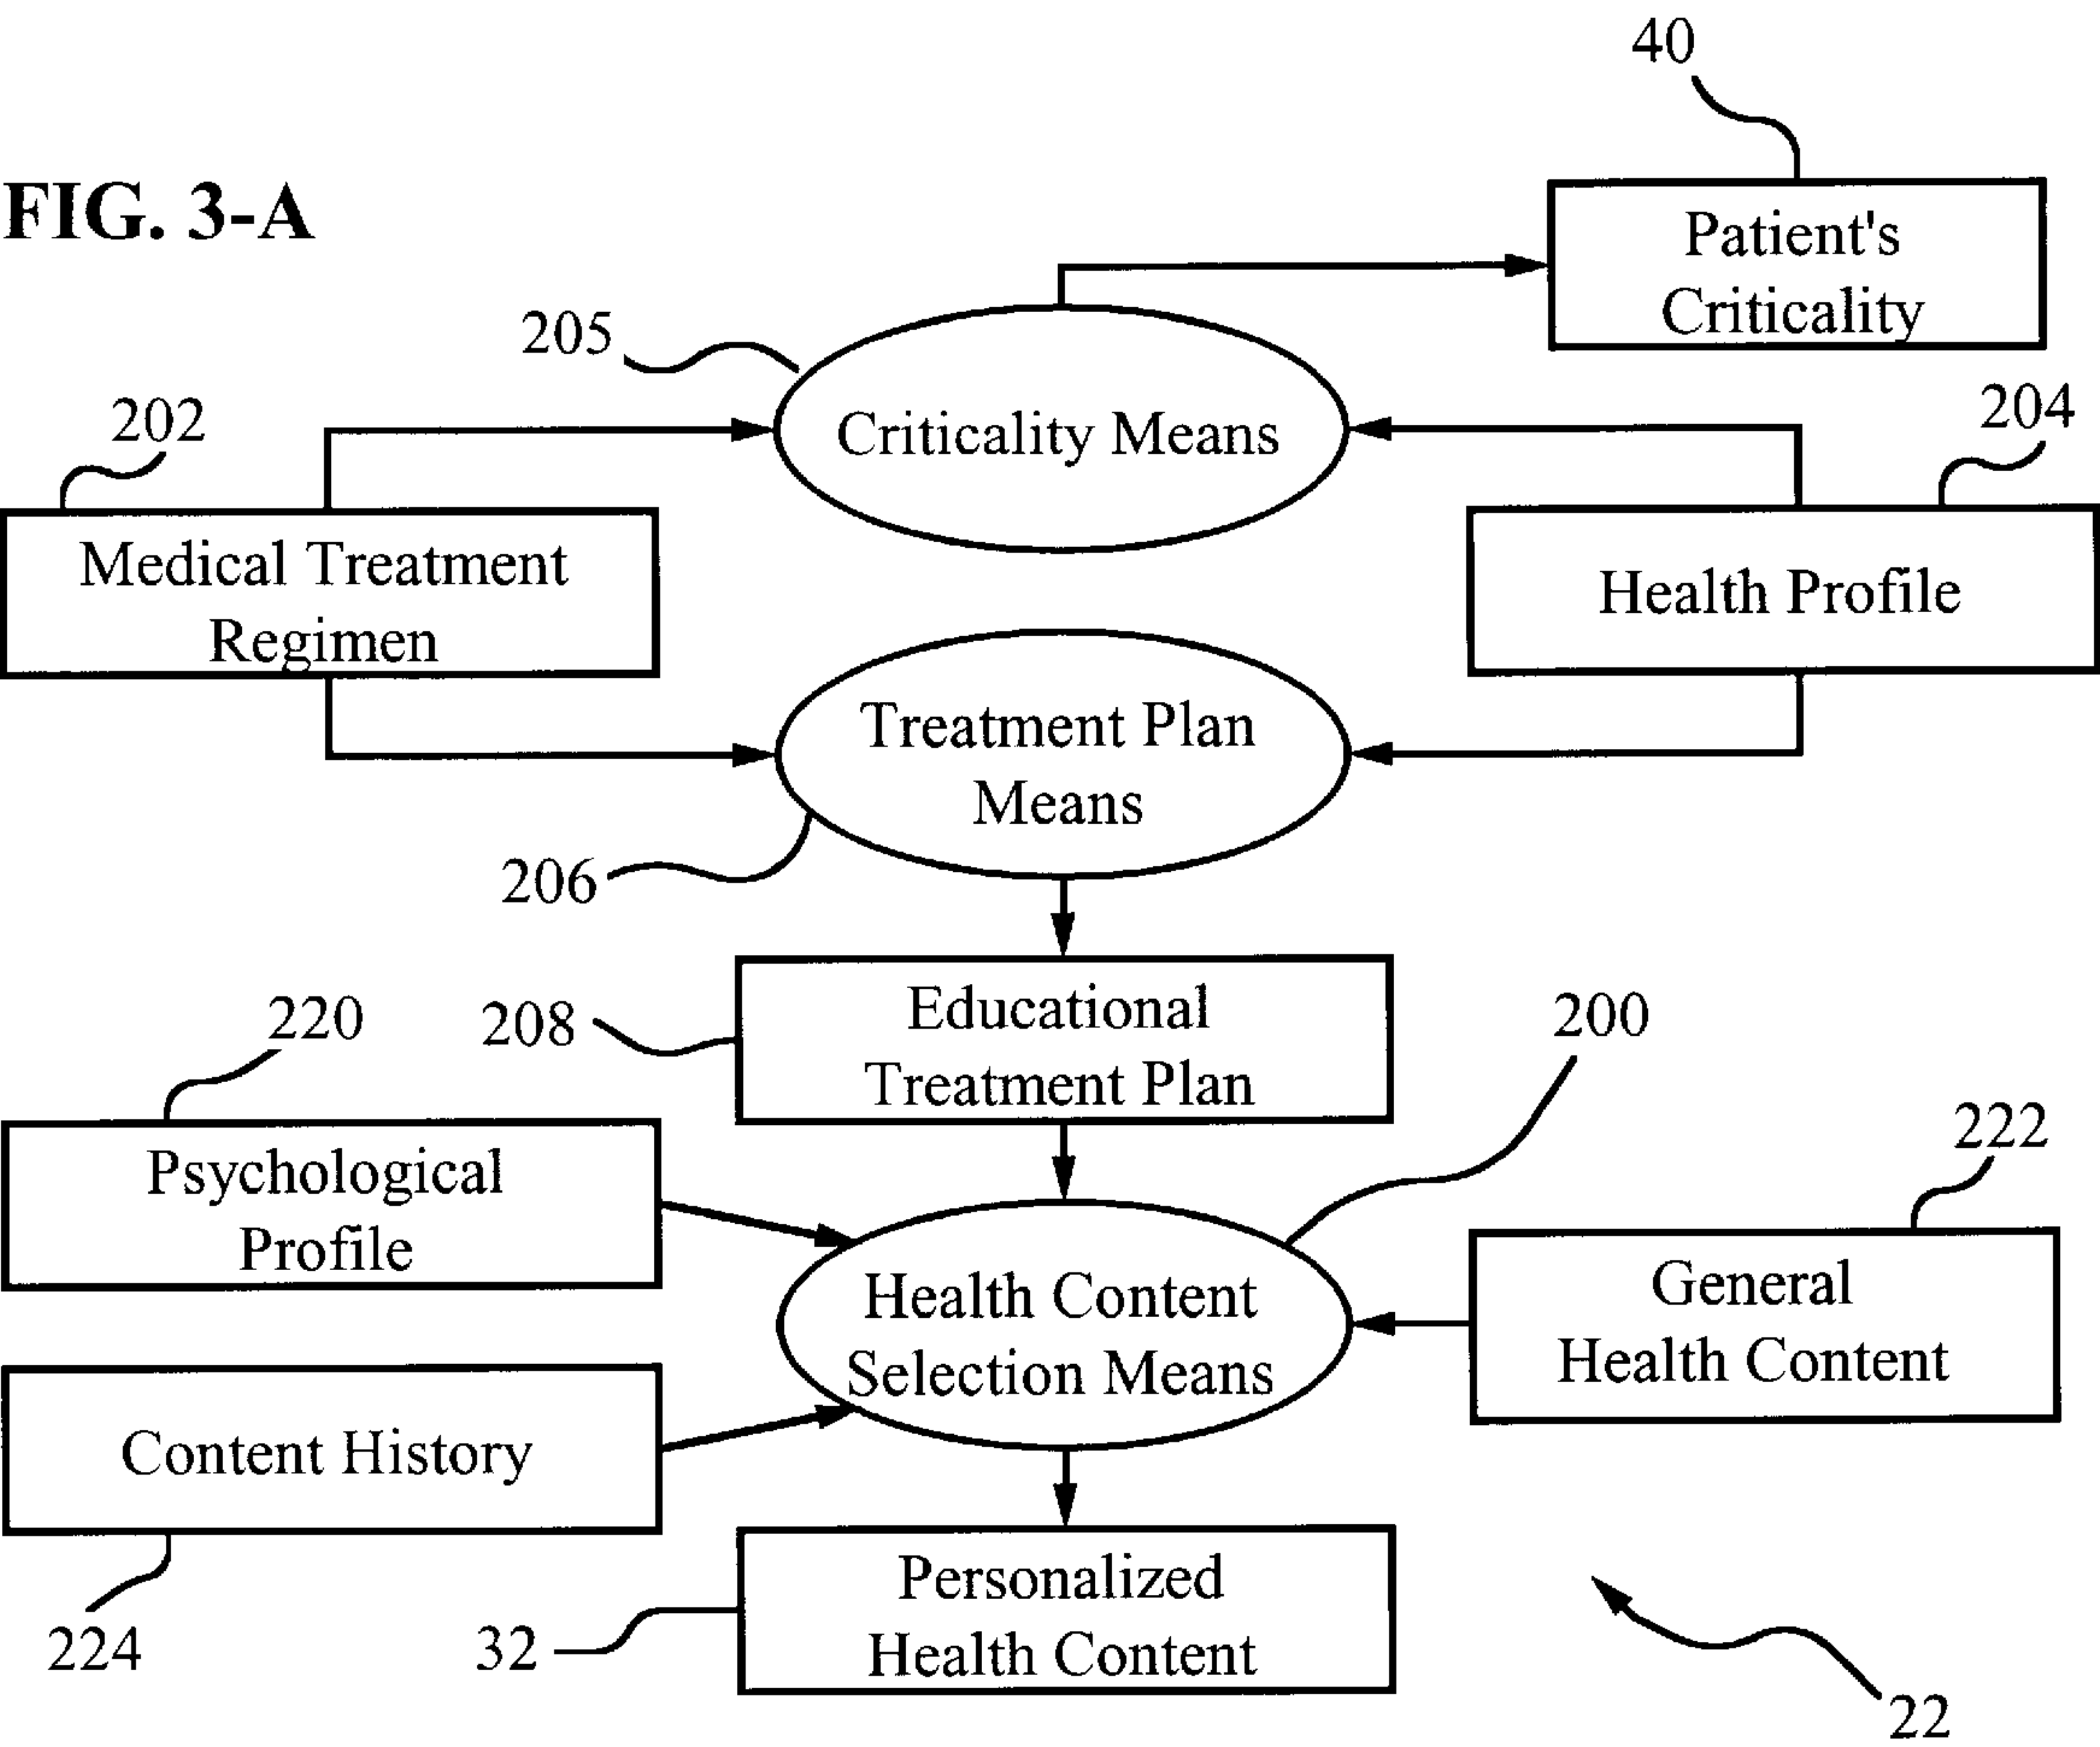 40
FIG. 3-A
Patient's
Criticality
205
Criticality Means
202
204
Medical Treatment
Regimen
Health Profile
Treatment Plan
Means
206
Educational
Treatment Plan
208
200
220
222
Psychological
Profile
General
Health Content
Health Content
Selection Means
Content History
224
Personalized
Health Content
32
22